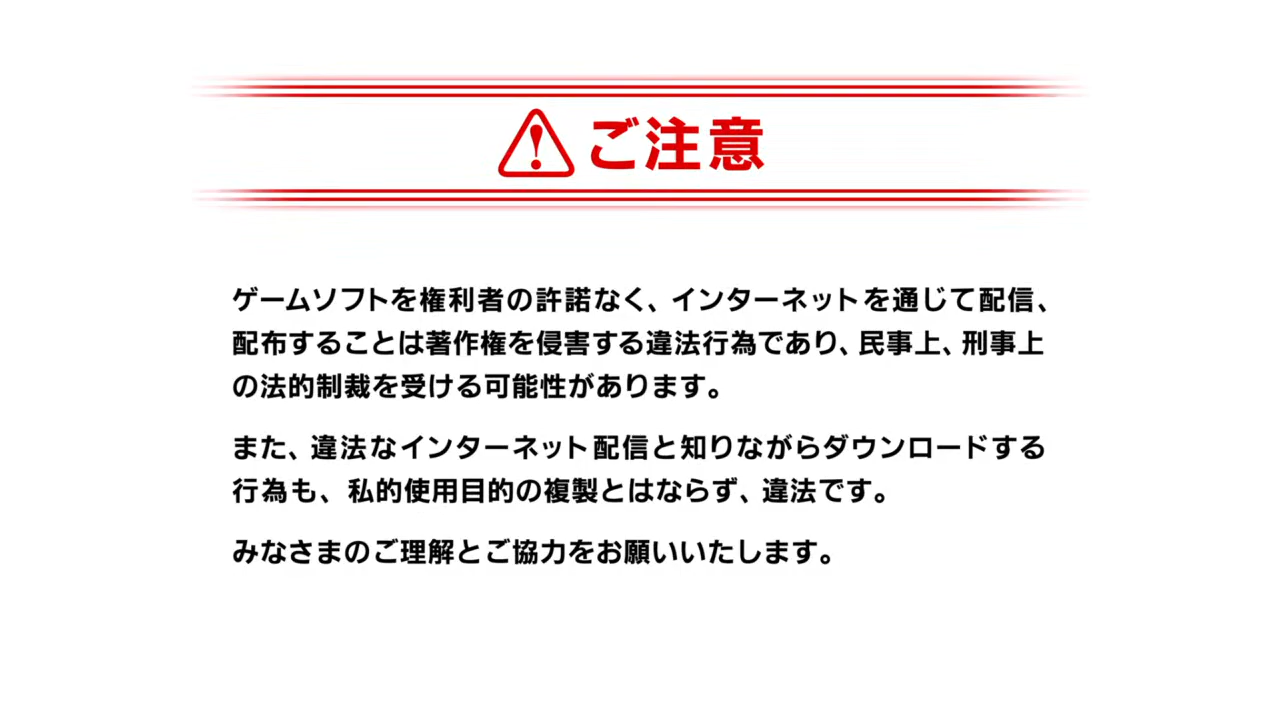 ご注意
ゲームソフトを権利者の許諾なく、インターネットを通じて配信、
配布することは著作権を侵害する違法行為であり、民事上、刑事上
の法的制裁を受ける可能性があります。
また、違法なインターネット配信と知りながらダウンロードする
行為も、私的使用目的の複製とはならず、違法です。
みなさまのご理解とご協力をお願いいたします。